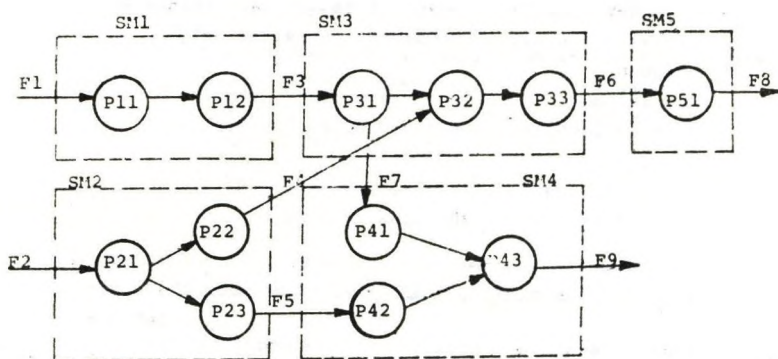 SM1 SM3 SM5
F1 F3 F6 F8
P11 P12 P31 P32 P33 P51
SM2 F7 SM4
P22 P41
F2 P21 P43 F9
F5
P23 P42